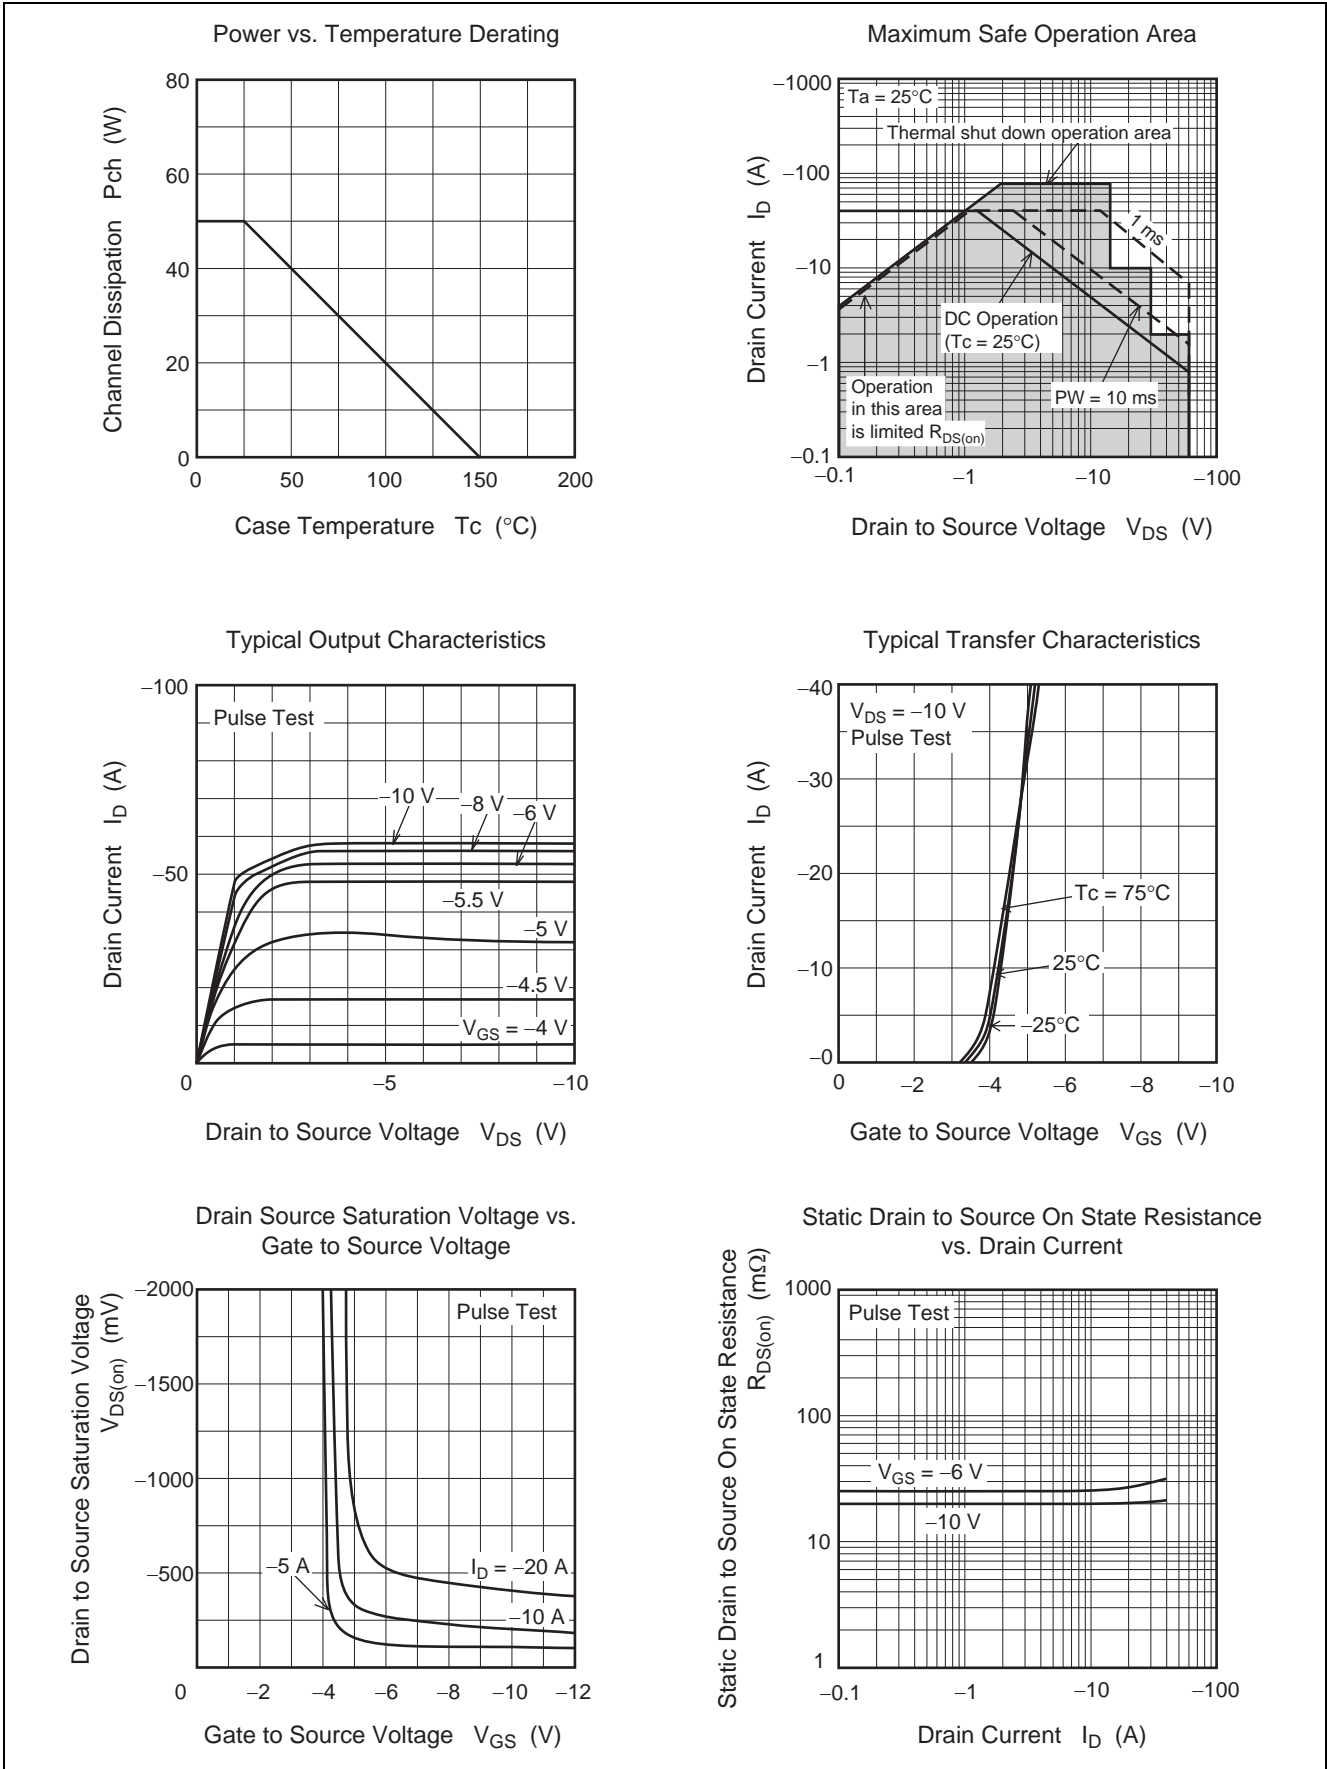 Power vs. Temperature Derating
80
60
40
20
0
0
50
100
150
200
Channel Dissipation Pch (W)
Case Temperature Tc (°C)
Maximum Safe Operation Area
–1000
–100
–10
–1
–0.1
–0.1
–1
–10
–100
Drain Current ID (A)
Ta = 25°C
Thermal shut down operation area
1 ms
DC Operation
(Tc = 25°C)
PW = 10 ms
Operation
in this area
is limited RDS(on)
Drain to Source Voltage VDS (V)
Typical Output Characteristics
–100
–50
0
–5
–10
Drain Current ID (A)
Pulse Test
–10 V
–8 V
–6 V
–5.5 V
–5 V
–4.5 V
VGS = –4 V
Drain to Source Voltage VDS (V)
Typical Transfer Characteristics
–40
–30
–20
–10
–0
0
–2
–4
–6
–8
–10
Drain Current ID (A)
VDS = –10 V
Pulse Test
Tc = 75°C
25°C
–25°C
Gate to Source Voltage VGS (V)
Drain Source Saturation Voltage vs.
Gate to Source Voltage
–2000
–1500
–1000
–500
0
–2
–4
–6
–8
–10
–12
Drain to Source Saturation Voltage
VDS(on) (mV)
Pulse Test
–5 A
ID = –20 A
–10 A
Gate to Source Voltage VGS (V)
Static Drain to Source On State Resistance
vs. Drain Current
1000
100
10
1
–0.1
–1
–10
–100
Static Drain to Source On State Resistance
RDS(on) (mΩ)
Pulse Test
VGS = –6 V
–10 V
Drain Current ID (A)